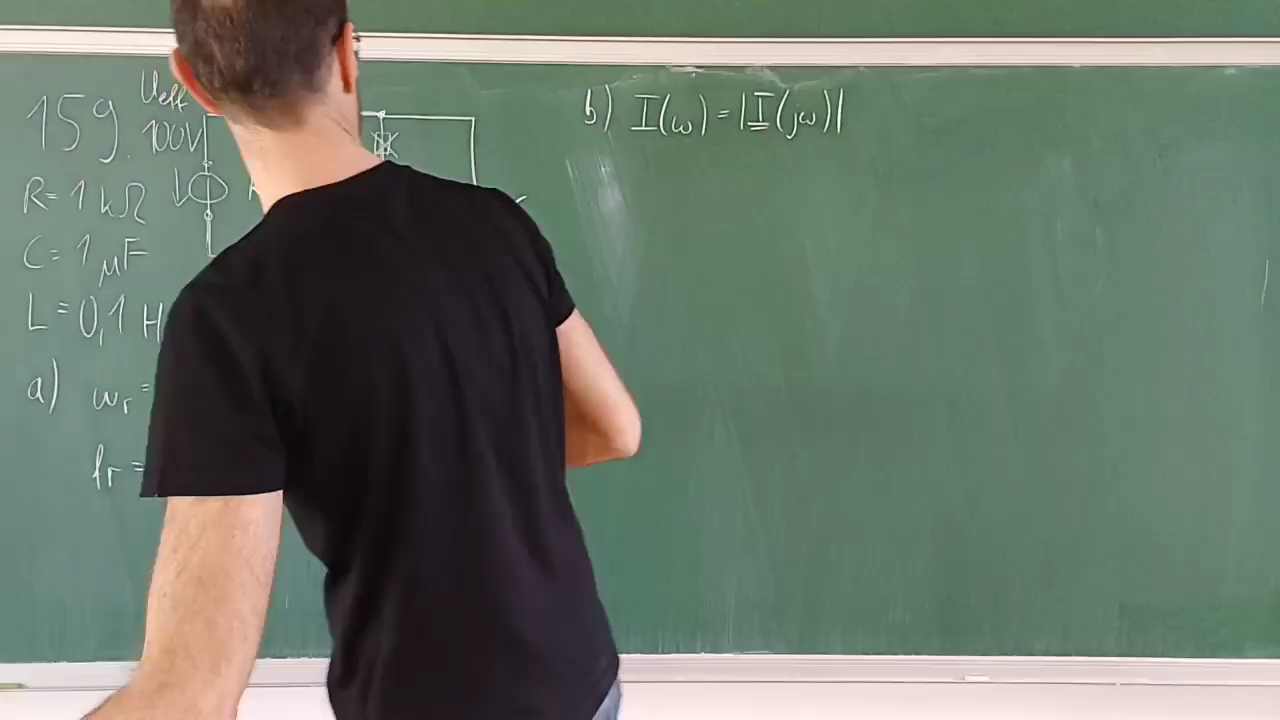 159. Ueff
100V
R = 1 kΩ
C = 1 μF
L = 0,1 H
a) ωr =
fr =
b) I(ω) = |I(jω)|